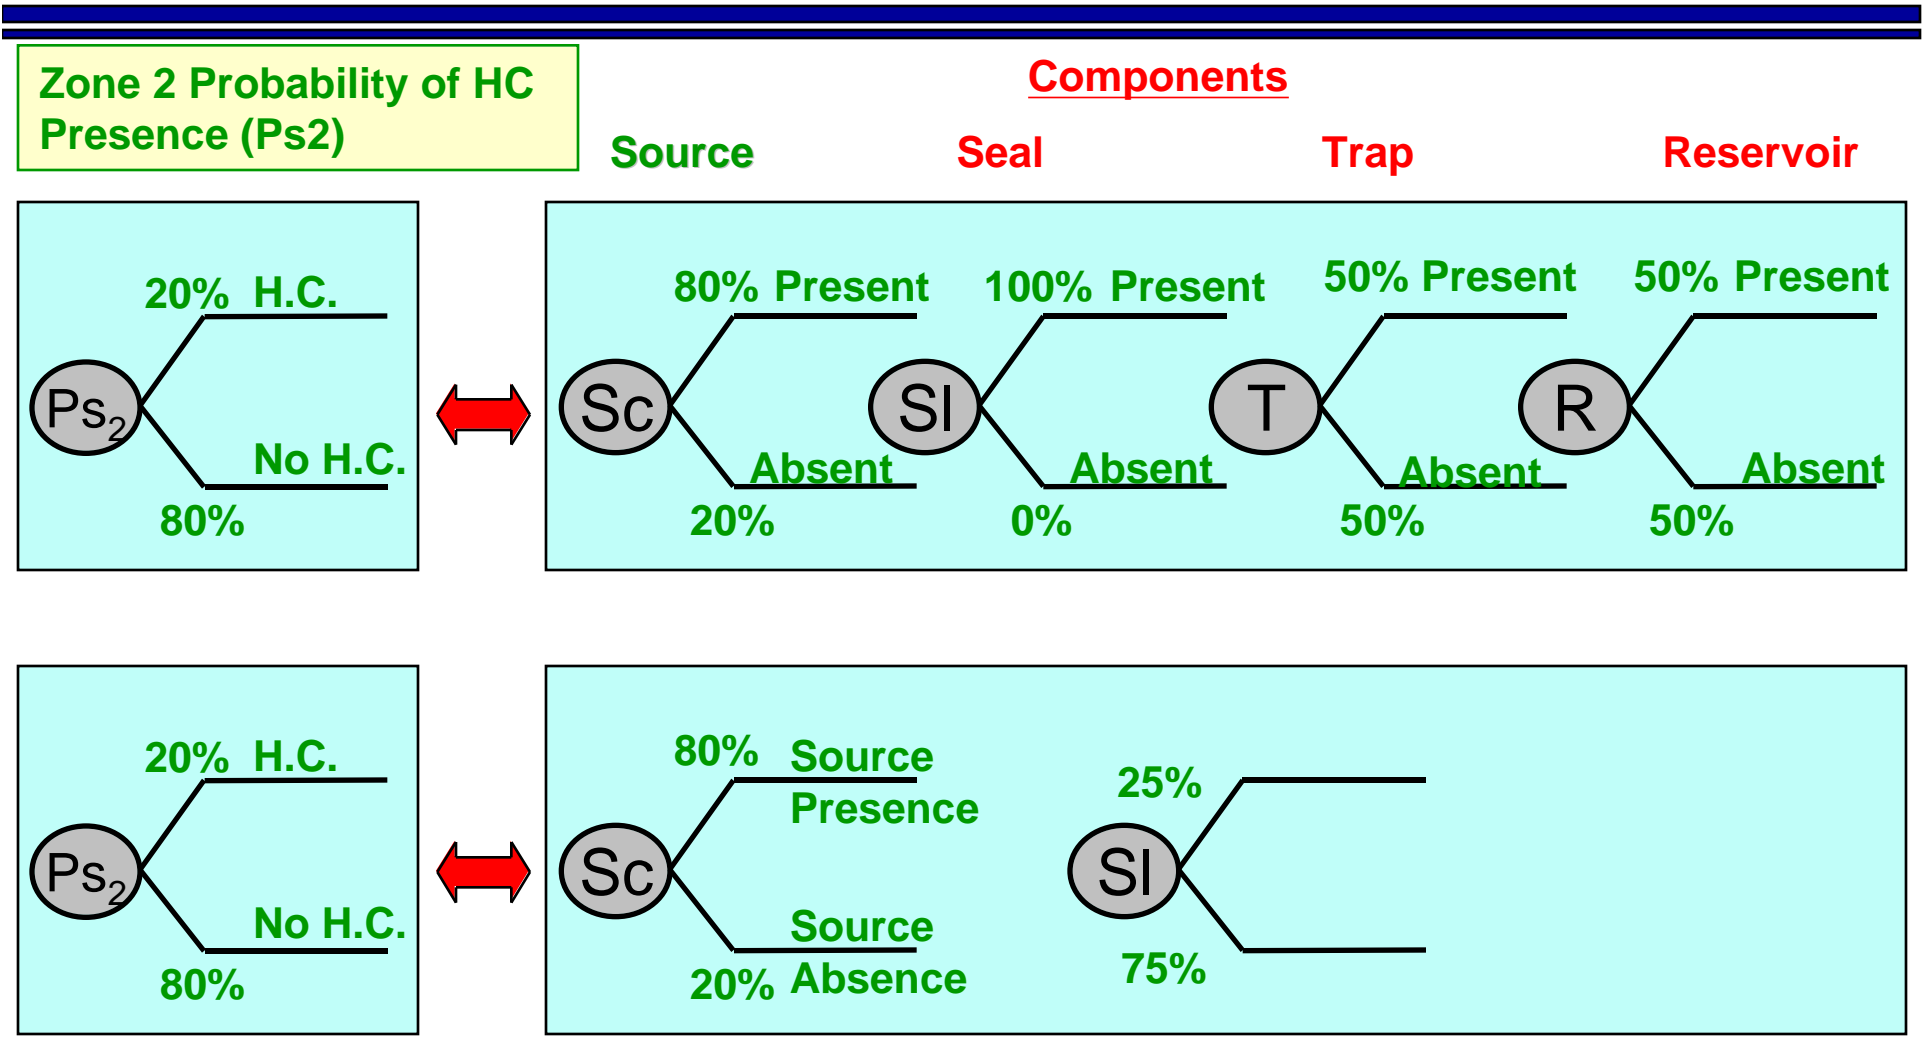 Zone 2 Probability of HC
Presence (Ps2)
Components
Source Seal Trap Reservoir
20% H.C.
Ps2
No H.C.
80%
80% Present 100% Present 50% Present 50% Present
Sc Sl T R
Absent Absent Absent Absent
20% 0% 50% 50%
20% H.C.
Ps2
No H.C.
80%
80% Source
Presence
25%
Sc Sl
Source
20% Absence
75%